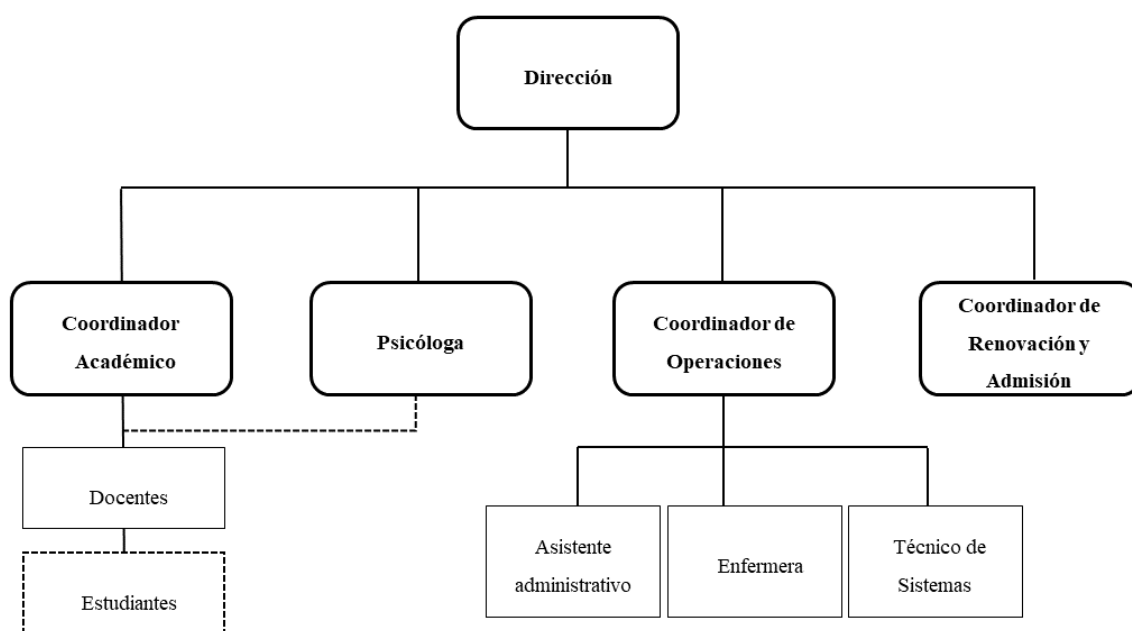 Dirección
Coordinador
Académico
Psicóloga
Coordinador de
Operaciones
Coordinador de
Renovación y
Admisión
Docentes
Estudiantes
Asistente
administrativo
Enfermera
Técnico de
Sistemas